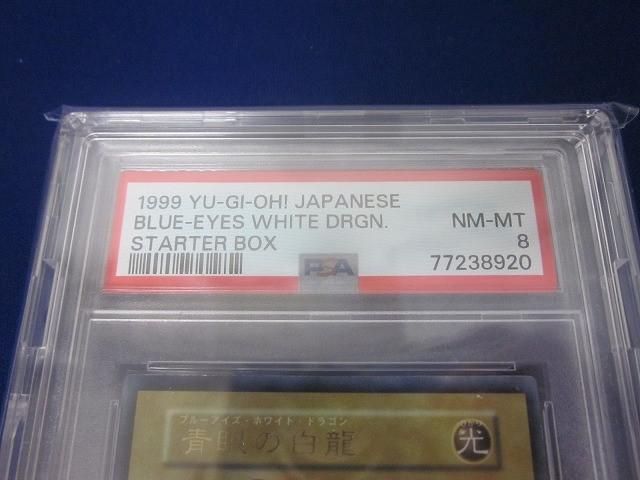 1999 YU-GI-OH! JAPANESE
BLUE-EYES WHITE DRGN.
STARTER BOX
NM-MT
8
77238920
PSA
ブルーアイズ・ホワイト・ドラゴン
青眼の白龍
光